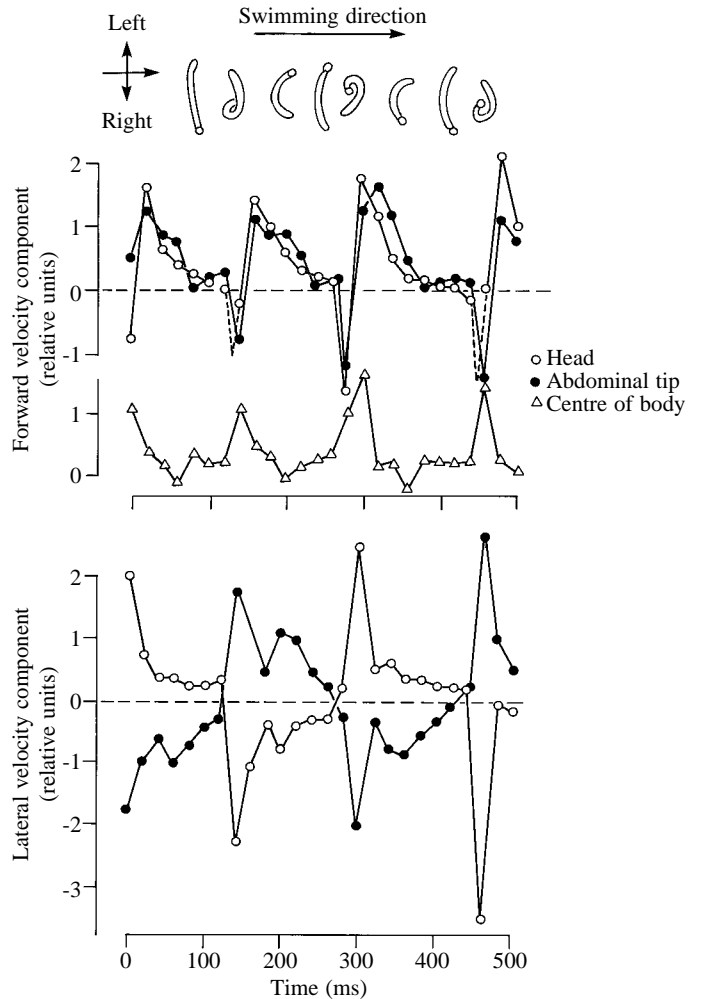 Swimming direction
Left
Right
2
1
0
-1
1
0
Forward velocity component
(relative units)
Head
Abdominal tip
Centre of body
2
1
0
-1
-2
-3
Lateral velocity component
(relative units)
0 100 200 300 400 500
Time (ms)